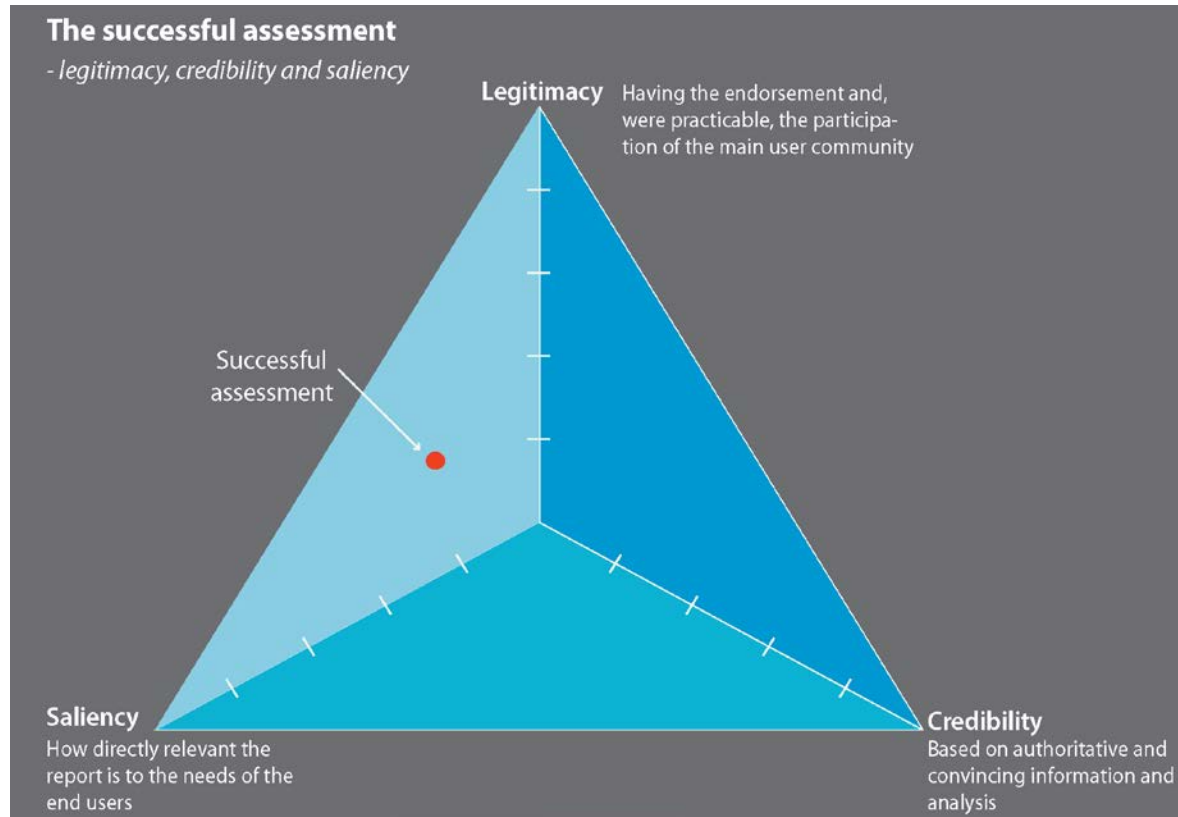 The successful assessment
- legitimacy, credibility and saliency
Legitimacy
Having the endorsement and,
were practicable, the participa-
tion of the main user community
Successful
assessment
Saliency
How directly relevant the
report is to the needs of the
end users
Credibility
Based on authoritative and
convincing information and
analysis